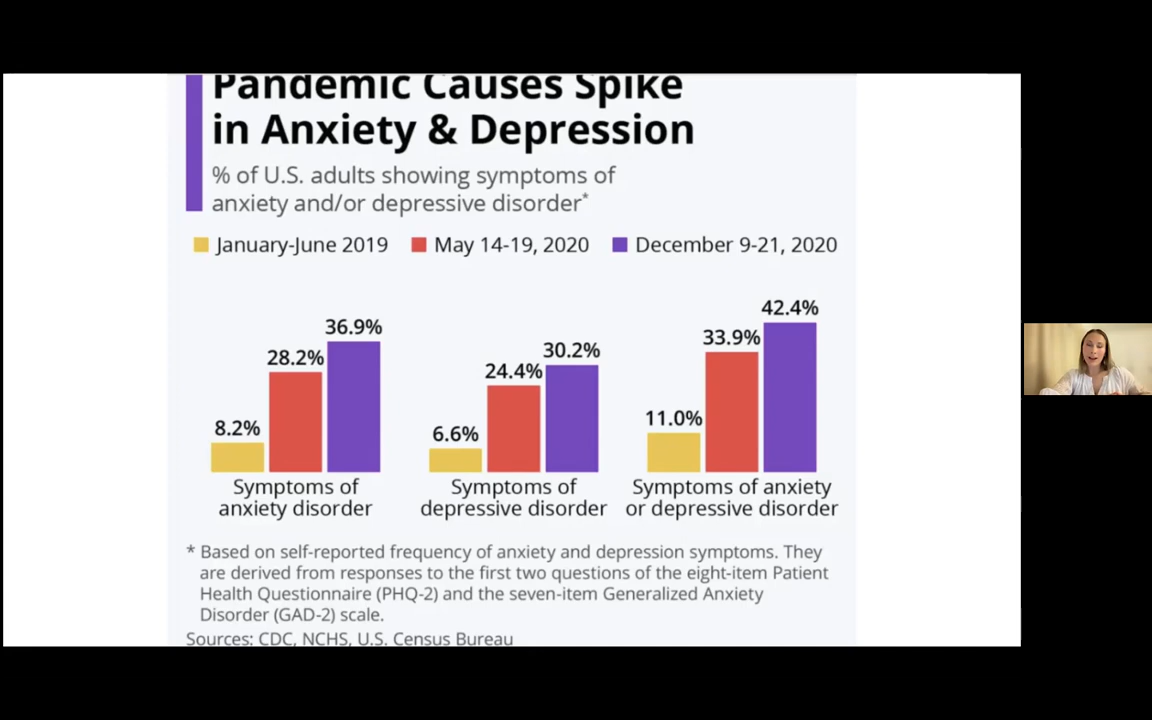 Pandemic Causes Spike
in Anxiety & Depression
% of U.S. adults showing symptoms of
anxiety and/or depressive disorder*
January-June 2019 May 14-19, 2020 December 9-21, 2020
8.2% 28.2% 36.9%
6.6% 24.4% 30.2%
11.0% 33.9% 42.4%
Symptoms of
anxiety disorder
Symptoms of
depressive disorder
Symptoms of anxiety
or depressive disorder
* Based on self-reported frequency of anxiety and depression symptoms. They
are derived from responses to the first two questions of the eight-item Patient
Health Questionnaire (PHQ-2) and the seven-item Generalized Anxiety
Disorder (GAD-2) scale.
Sources: CDC, NCHS, U.S. Census Bureau